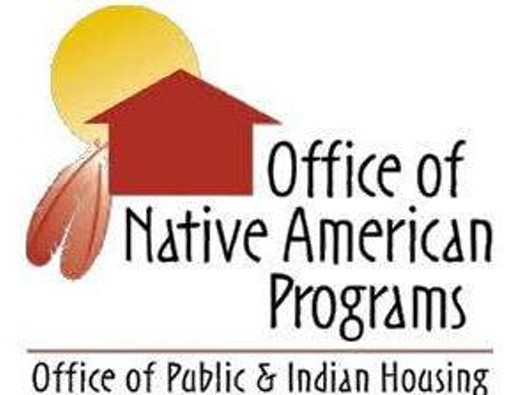 Office of
Native American
Programs
Office of Public & Indian Housing